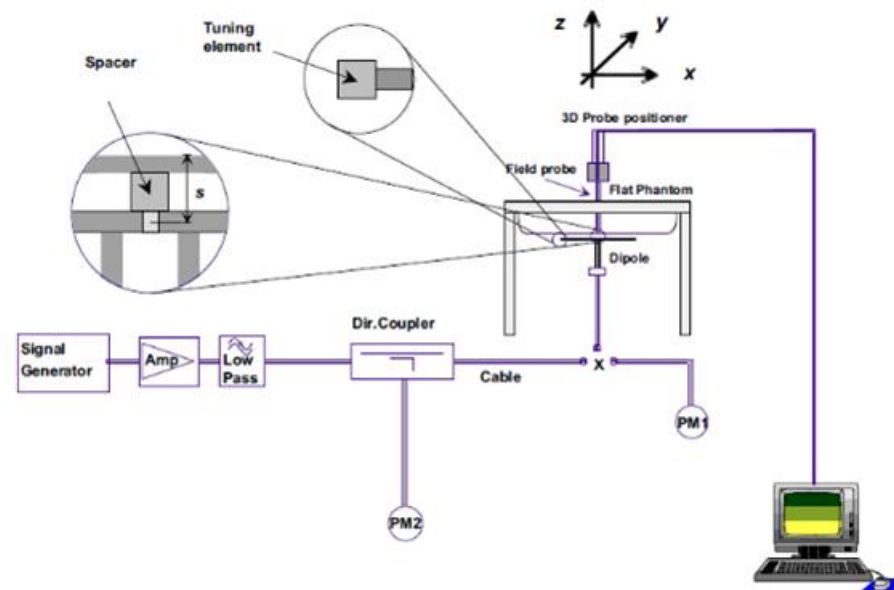 Tuning
element
Spacer
s
z
y
x
3D Probe positioner
Field probe
Flat Phantom
Dipole
Dir.Coupler
Signal
Generator
Amp
Low
Pass
Cable
X
PM1
PM2